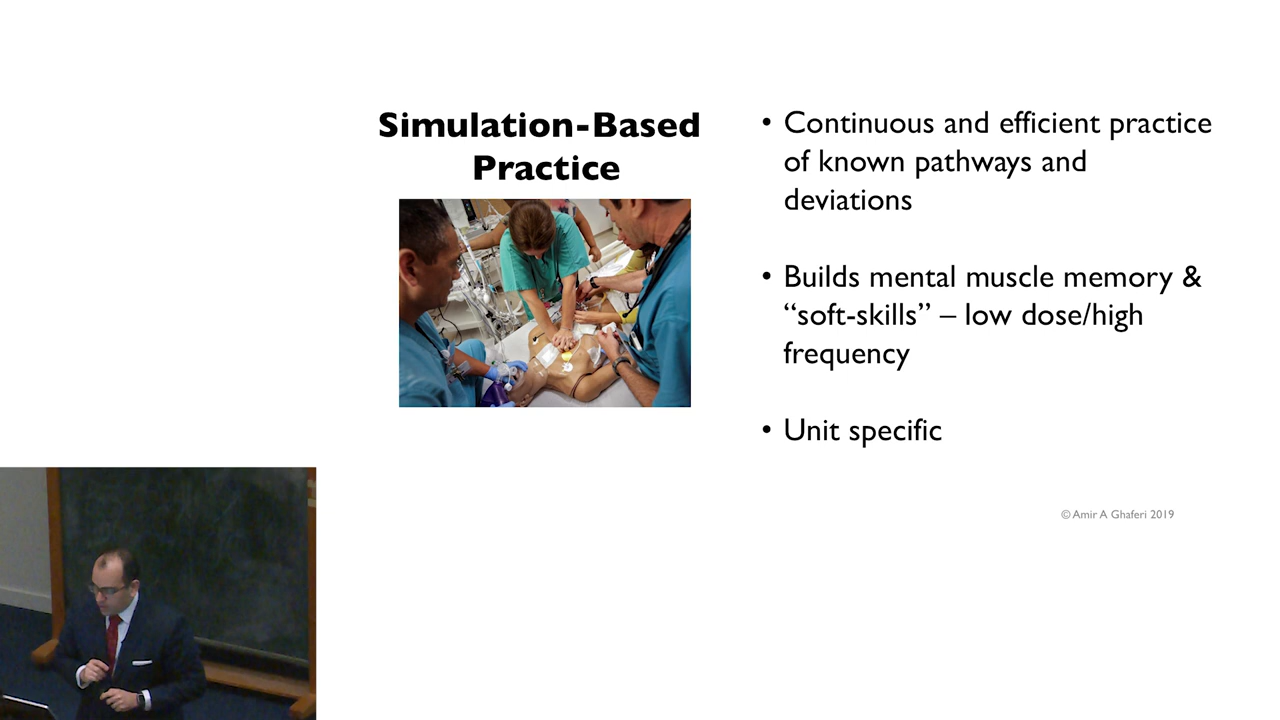 Simulation-Based
Practice
• Continuous and efficient practice
of known pathways and
deviations
• Builds mental muscle memory &
“soft-skills” – low dose/high
frequency
• Unit specific
© Amir A Ghaferi 2019